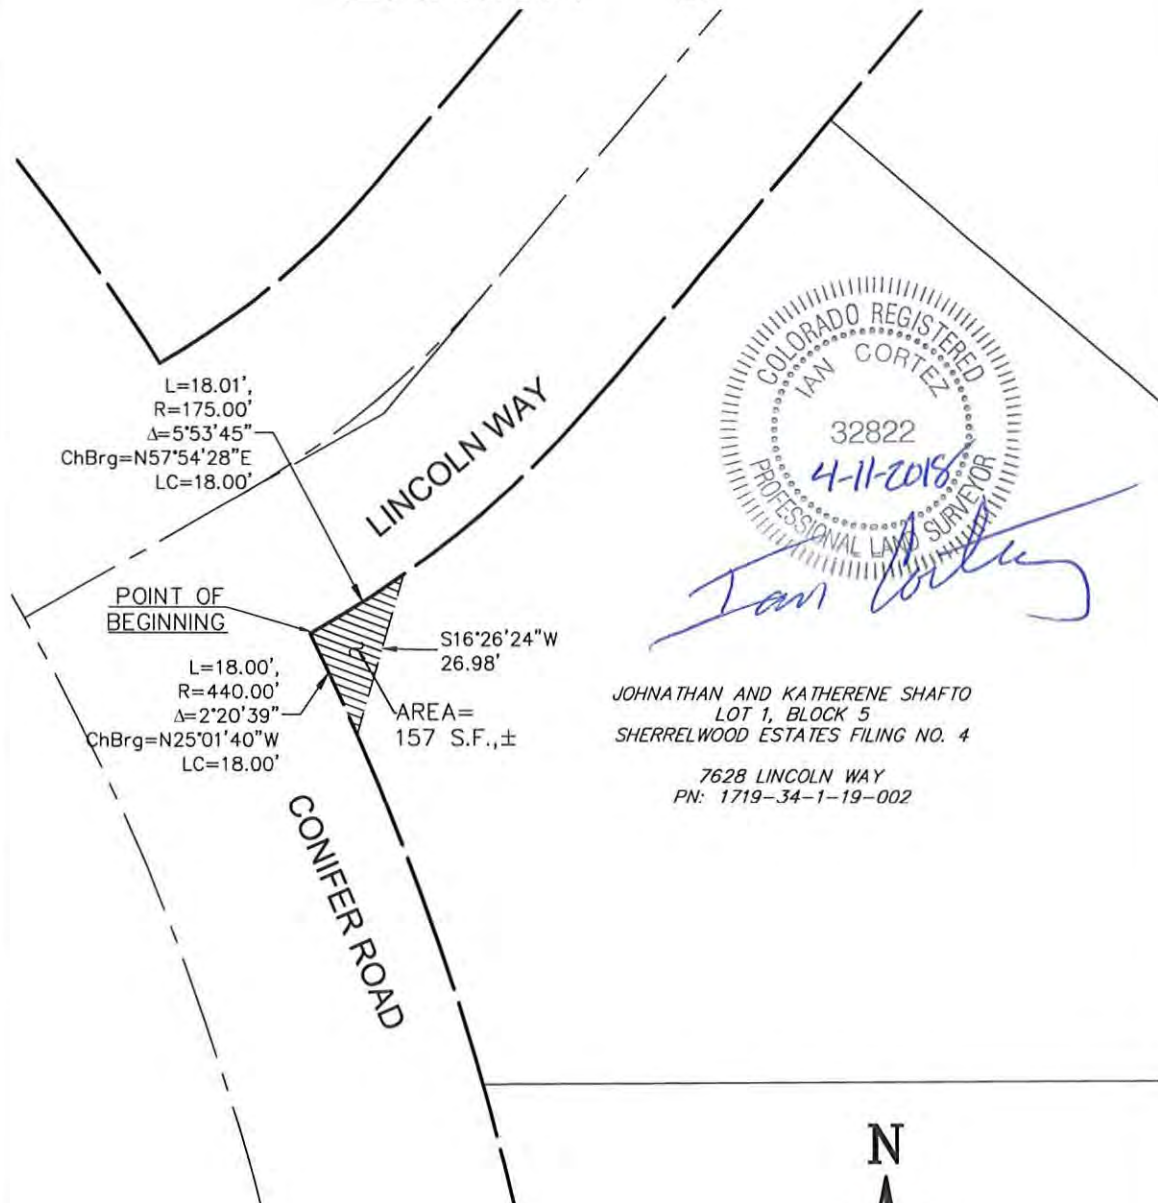 L=18.01',
R=175.00'
Δ=5°53'45"
ChBrg=N57°54'28"E
LC=18.00'
LINCOLN WAY
COLORADO REGISTERED
IAN CORTEZ
32822
4-11-2018
PROFESSIONAL LAND SURVEYOR
Ian Cortez
POINT OF
BEGINNING
S16°26'24"W
26.98'
L=18.00',
R=440.00'
Δ=2°20'39"
ChBrg=N25°01'40"W
LC=18.00'
AREA=
157 S.F.,±
JOHNATHAN AND KATHERENE SHAFTO
LOT 1, BLOCK 5
SHERRELWOOD ESTATES FILING NO. 4
7628 LINCOLN WAY
PN: 1719-34-1-19-002
CONIFER ROAD
N